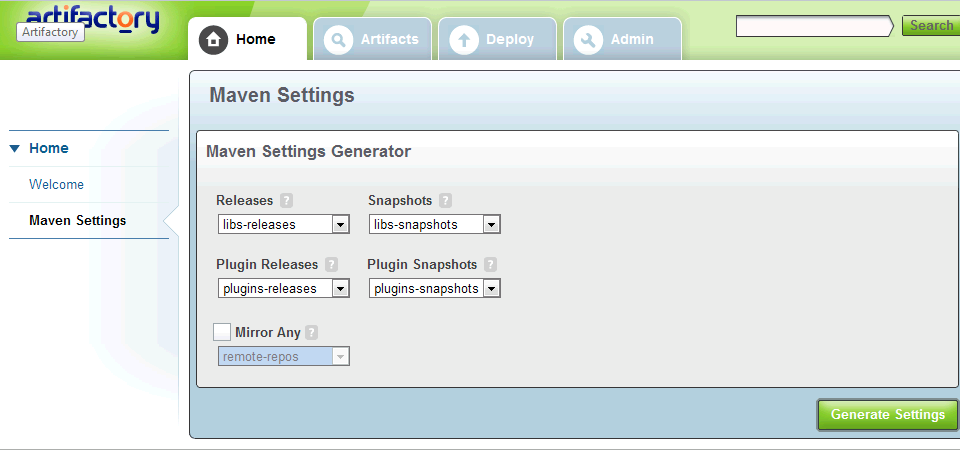 artifactory
Artifactory
Home Artifacts Deploy Admin Search
Maven Settings
Home
Welcome
Maven Settings
Maven Settings Generator
Releases ? Snapshots ?
libs-releases libs-snapshots
Plugin Releases ? Plugin Snapshots ?
plugins-releases plugins-snapshots
Mirror Any ?
remote-repos
Generate Settings